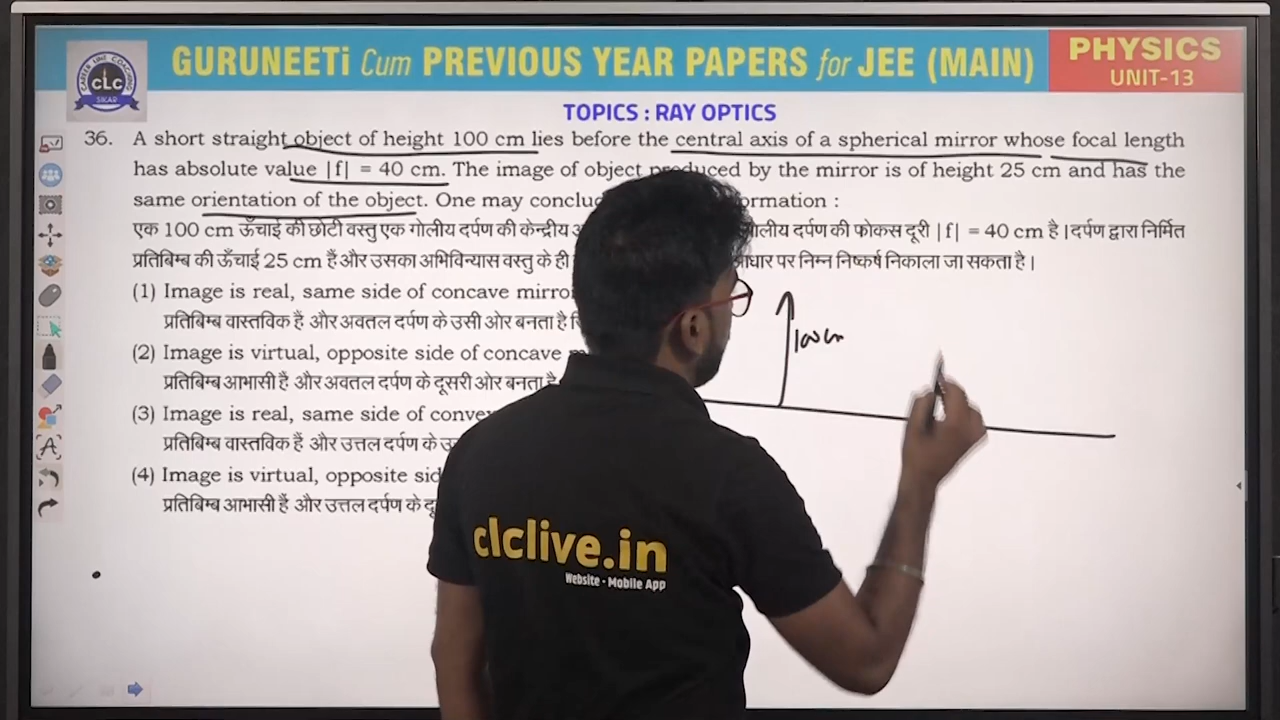 CAREER LINE COACHING
CLC
SIKAR
GURUNEETi Cum PREVIOUS YEAR PAPERS for JEE (MAIN)
PHYSICS
UNIT-13
TOPICS : RAY OPTICS
36. A short straight object of height 100 cm lies before the central axis of a spherical mirror whose focal length
has absolute value |f| = 40 cm. The image of object produced by the mirror is of height 25 cm and has the
same orientation of the object. One may
एक 100 cm ऊँचाई की छोटी वस्तु एक गोलीय दर्पण की केन्द्रीय दर्पण की फोकस दूरी |f| = 40 cm है। दर्पण द्वारा निर्मित
प्रतिबिम्ब की ऊँचाई 25 cm हैं और उसका अभिविन्यास वस्तु के ही पर निम्न निष्कर्ष निकाला जा सकता है।
(1) Image is real, same side of concave
प्रतिबिम्ब वास्तविक हैं और अवतल दर्पण के उसी ओर बनता है
(2) Image is virtual, opposite side of concave
प्रतिबिम्ब आभासी हैं और अवतल दर्पण के दूसरी ओर बनता है
(3) Image is real, same side of
प्रतिबिम्ब वास्तविक हैं और उत्तल दर्पण के
(4) Image is virtual, opposite
प्रतिबिम्ब आभासी हैं और उत्तल दर्पण के
100 cm
clclive.in
Website - Mobile App